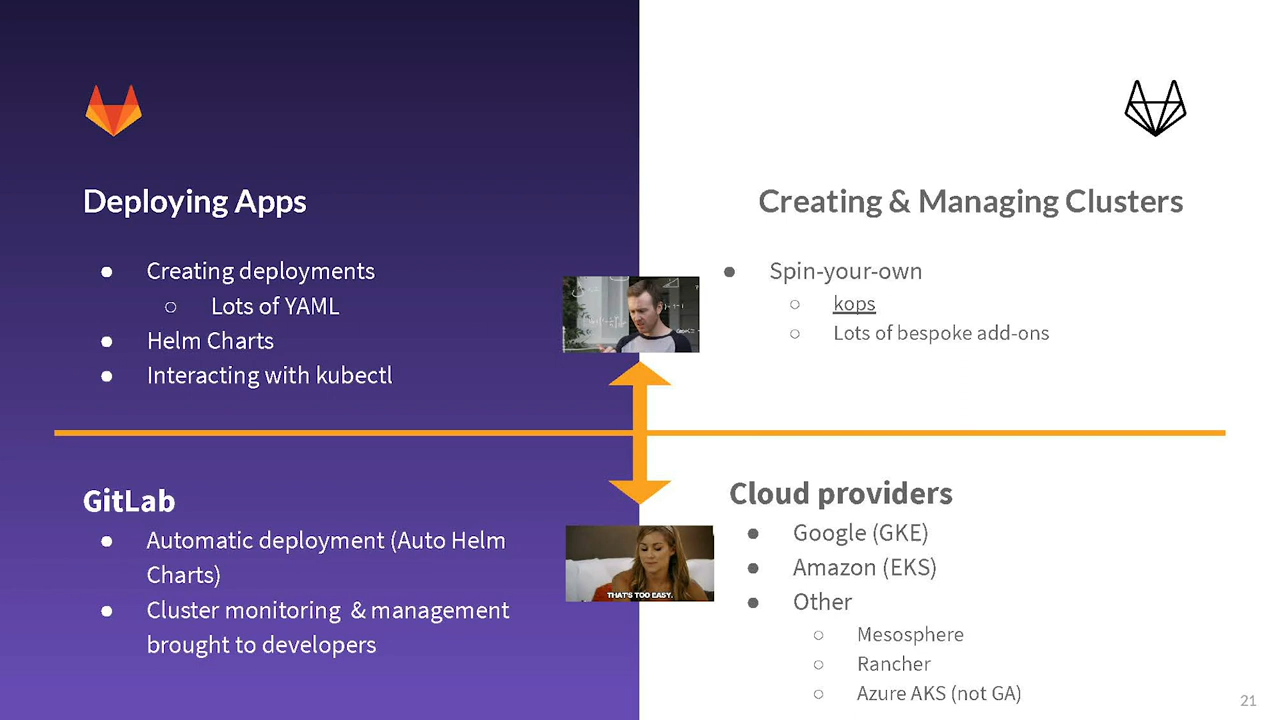 Deploying Apps
Creating deployments
Lots of YAML
Helm Charts
Interacting with kubectl
Creating & Managing Clusters
Spin-your-own
kops
Lots of bespoke add-ons
GitLab
Automatic deployment (Auto Helm
Charts)
Cluster monitoring & management
brought to developers
THAT'S TOO EASY.
Cloud providers
Google (GKE)
Amazon (EKS)
Other
Mesosphere
Rancher
Azure AKS (not GA)
21